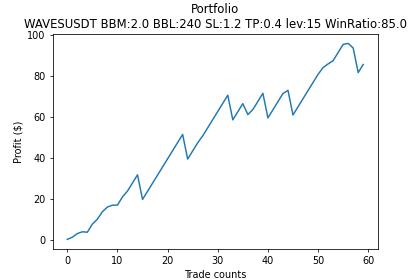 Portfolio
WAVESUSDT BBM:2.0 BBL:240 SL:1.2 TP:0.4 lev:15 WinRatio:85.0
Profit ($)
100
80
60
40
20
0
0 10 20 30 40 50 60
Trade counts